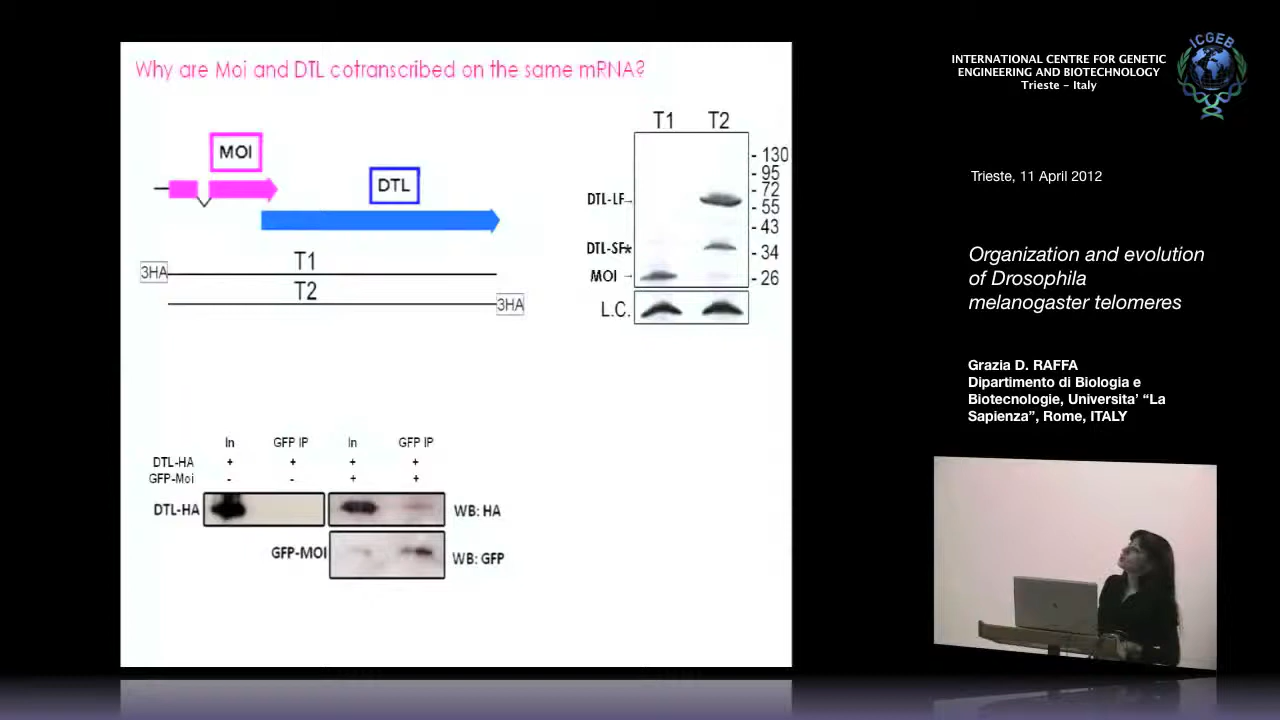 Why are Moi and DTL cotranscribed on the same mRNA?
MOI
DTL
T1
3HA
T2
3HA
T1 T2
- 130
- 95
- 72
DTL-LF
- 55
- 43
DTL-SF*
- 34
MOI
- 26
L.C.
In GFP IP In GFP IP
DTL-HA + + + +
GFP-Moi - - + +
DTL-HA
WB: HA
GFP-MOI
WB: GFP
INTERNATIONAL CENTRE FOR GENETIC
ENGINEERING AND BIOTECHNOLOGY
Trieste - Italy
ICGEB
Trieste, 11 April 2012
Organization and evolution
of Drosophila
melanogaster telomeres
Grazia D. RAFFA
Dipartimento di Biologia e
Biotecnologie, Universita’ “La
Sapienza”, Rome, ITALY